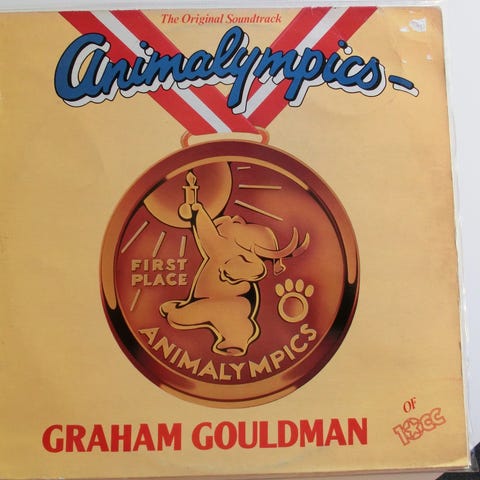 The Original Soundtrack
Animalympics
FIRST
PLACE
ANIMALYMPICS
OF
10CC
GRAHAM GOULDMAN